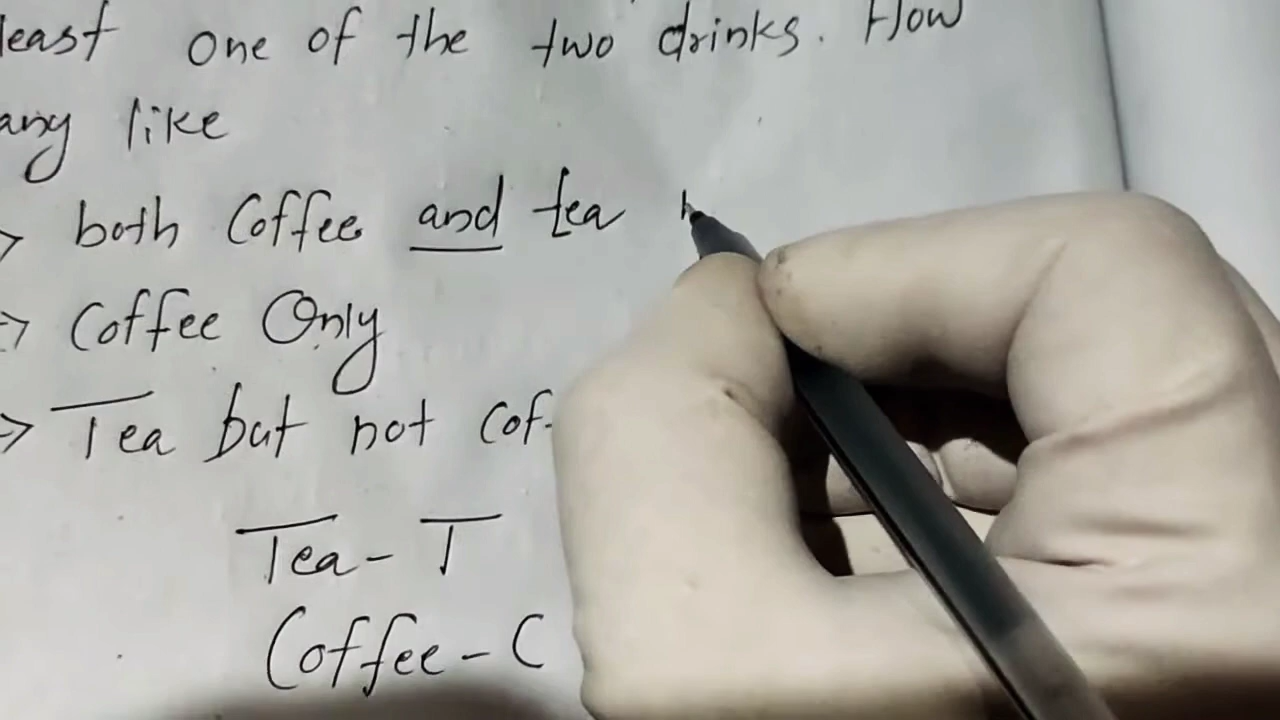 least one of the two drinks. How
any like
both Coffee and tea
Coffee Only
Tea but not cof
Tea - T
Coffee - C